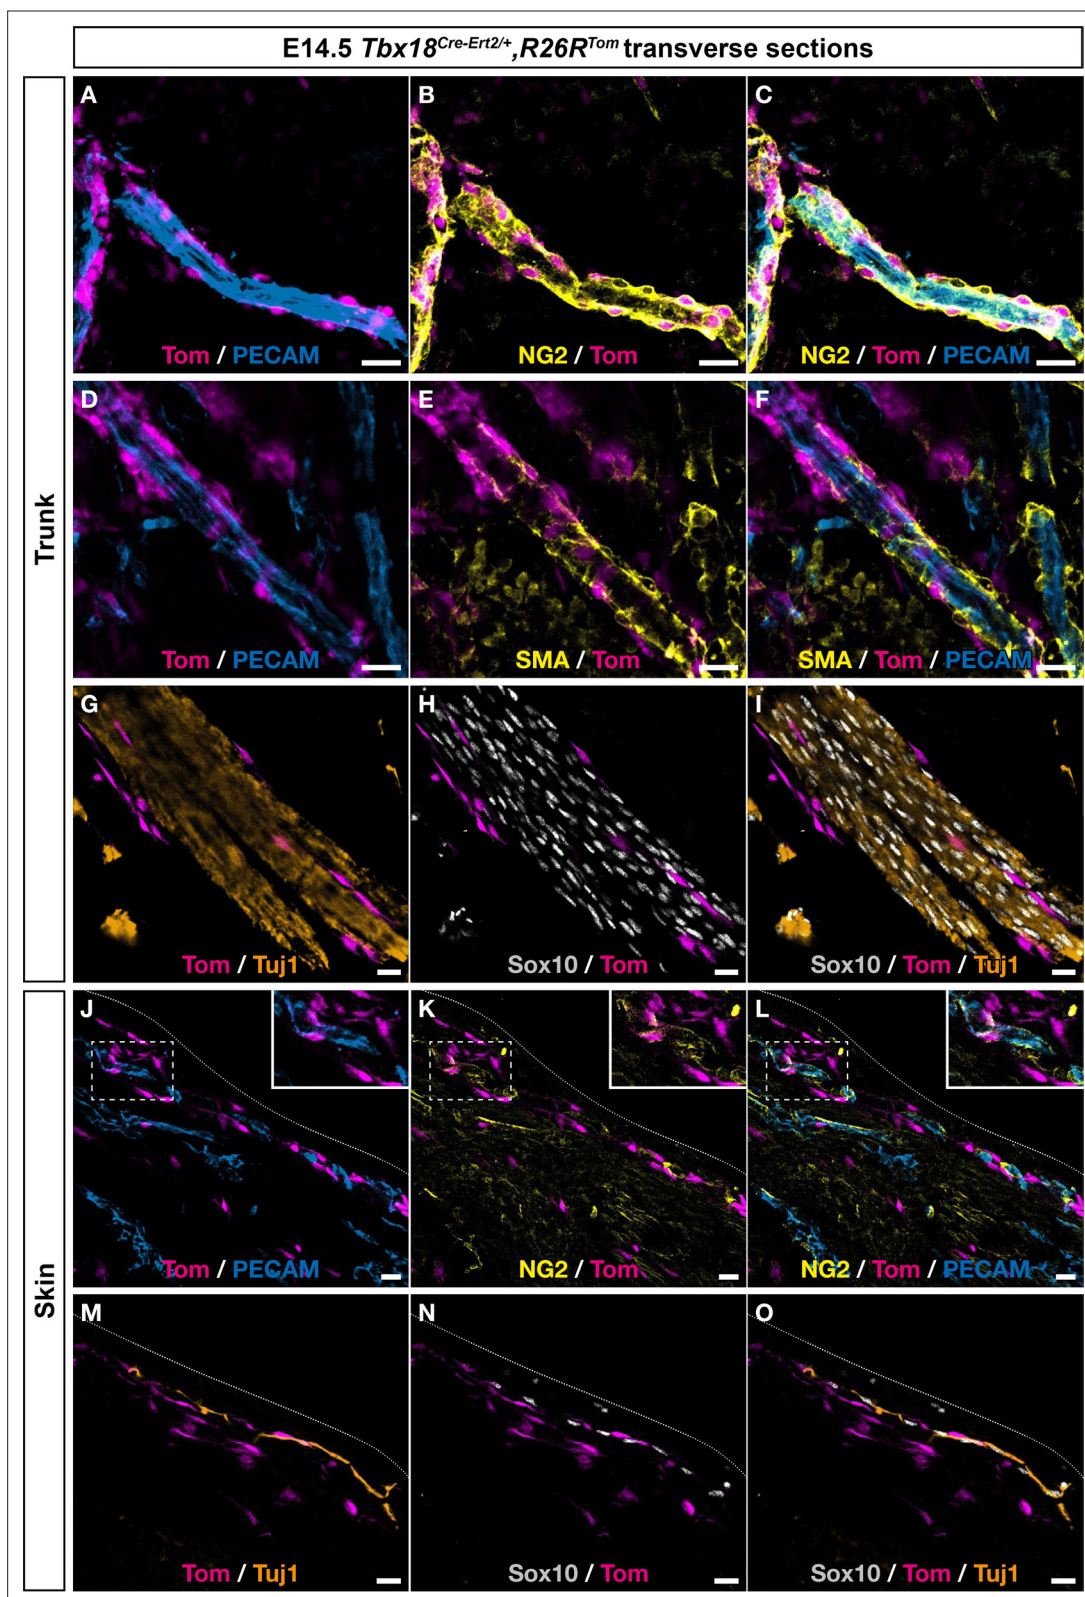 E14.5 Tbx18Cre-Ert2/+,R26RTom transverse sections
Trunk
A
Tom / PECAM
B
NG2 / Tom
C
NG2 / Tom / PECAM
D
Tom / PECAM
E
SMA / Tom
F
SMA / Tom / PECAM
G
Tom / Tuj1
H
Sox10 / Tom
I
Sox10 / Tom / Tuj1
Skin
J
Tom / PECAM
K
NG2 / Tom
L
NG2 / Tom / PECAM
M
Tom / Tuj1
N
Sox10 / Tom
O
Sox10 / Tom / Tuj1